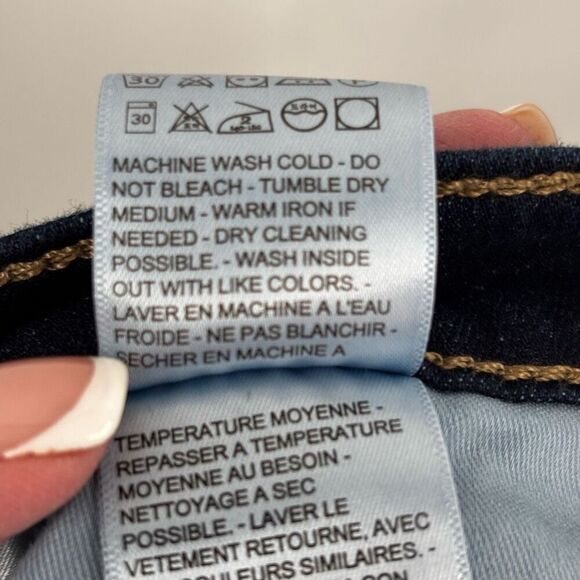 30
30
MACHINE WASH COLD - DO
NOT BLEACH - TUMBLE DRY
MEDIUM - WARM IRON IF
NEEDED - DRY CLEANING
POSSIBLE. - WASH INSIDE
OUT WITH LIKE COLORS. -
LAVER EN MACHINE A L'EAU
FROIDE - NE PAS BLANCHIR -
SECHER EN MACHINE A
TEMPERATURE MOYENNE -
REPASSER A TEMPERATURE
MOYENNE AU BESOIN -
NETTOYAGE A SEC
POSSIBLE. - LAVER LE
VETEMENT RETOURNE, AVEC
COULEURS SIMILAIRES. -